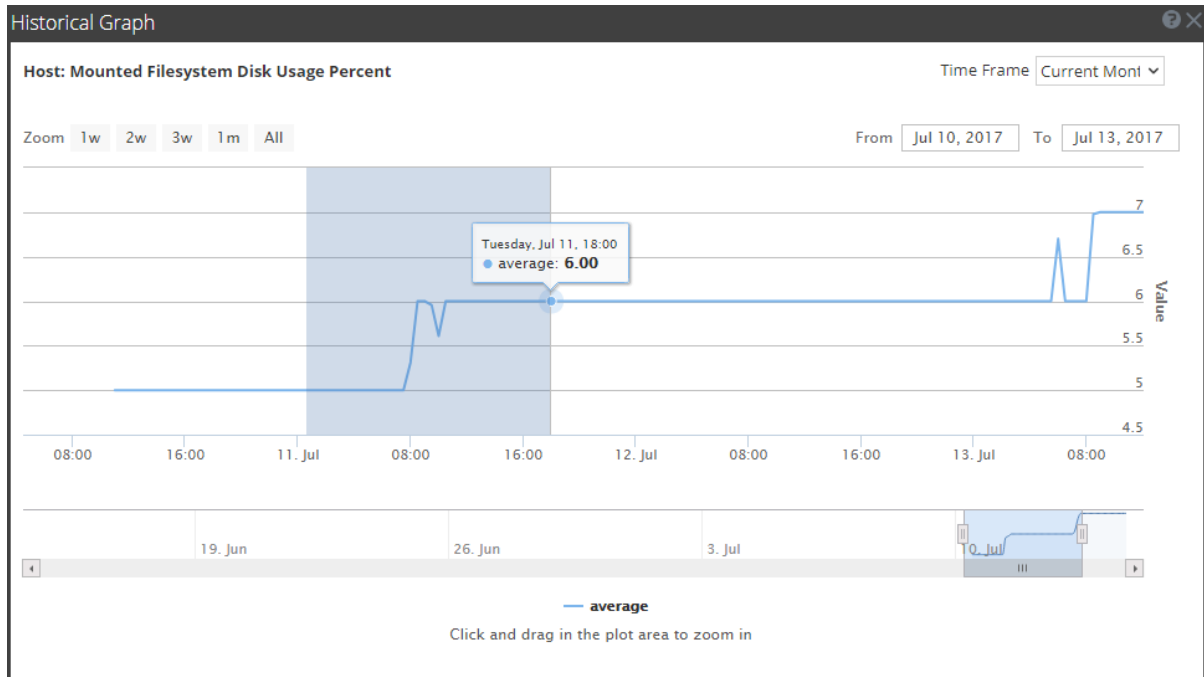 Historical Graph
Host: Mounted Filesystem Disk Usage Percent
Time Frame Current Mont
Zoom 1w 2w 3w 1m All
From Jul 10, 2017 To Jul 13, 2017
7
6.5
6
5.5
5
4.5
Value
Tuesday, Jul 11, 18:00
average: 6.00
08:00 16:00 11. Jul 08:00 16:00 12. Jul 08:00 16:00 13. Jul 08:00
19. Jun 26. Jun 3. Jul 10. Jul
average
Click and drag in the plot area to zoom in